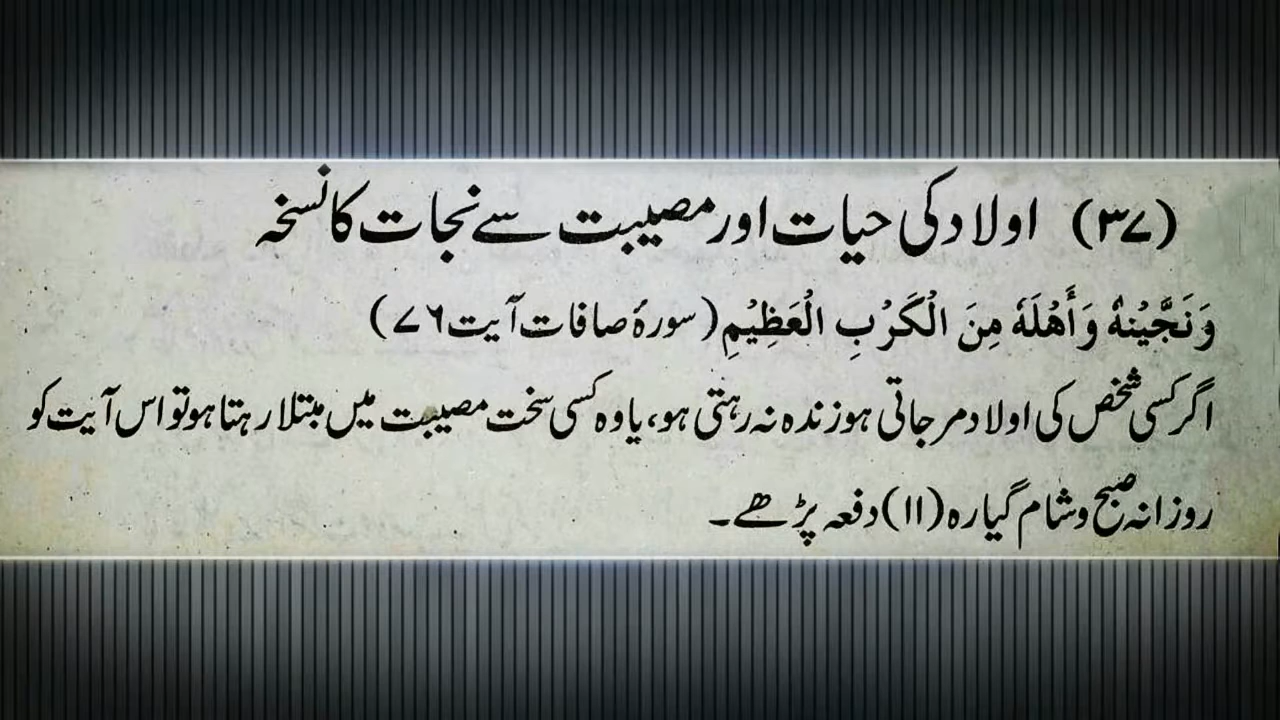 (۳۷) اولاد کی حیات اور مصیبت سے نجات کا نسخہ
وَنَجَّيْنٰهُ وَأَهْلَهٗ مِنَ الْكَرْبِ الْعَظِيْمِ (سورۂ صافات آیت ۷۶)
اگر کسی شخص کی اولاد مر جاتی ہو زندہ نہ رہتی ہو، یا وہ کسی سخت مصیبت میں مبتلا رہتا ہو تو اس آیت کو
روزانہ صبح و شام گیارہ (۱۱) دفعہ پڑھے۔